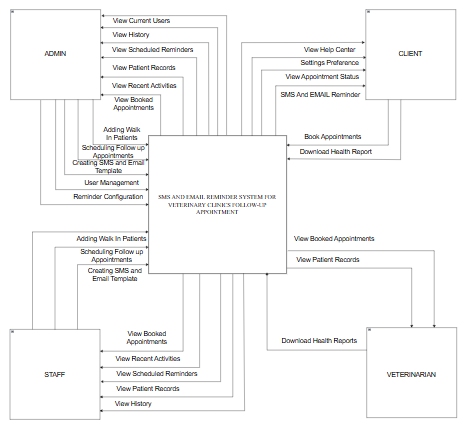 ADMIN
View Current Users
View History
View Scheduled Reminders
View Patient Records
View Recent Activities
View Booked
Appointments
CLIENT
View Help Center
Settings Preference
View Appointment Status
SMS And EMAIL Reminder
Adding Walk
In Patients
Scheduling Follow up
Appointments
Creating SMS and Email
Template
User Management
Reminder Configuration
Book Appointments
Download Health Report
SMS AND EMAIL REMINDER SYSTEM FOR
VETERINARY CLINICS FOLLOW-UP
APPOINTMENT
Adding Walk In Patients
Scheduling Follow up
Appointments
Creating SMS and
Email Template
View Booked Appointments
View Patient Records
STAFF
View Booked
Appointments
View Recent Activities
View Scheduled Reminders
View Patient Records
View History
Download Health Reports
VETERINARIAN